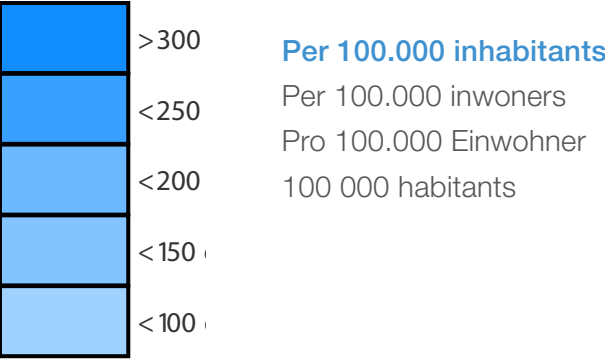 >300
<250
<200
<150
<100
Per 100.000 inhabitants
Per 100.000 inwoners
Pro 100.000 Einwohner
100 000 habitants